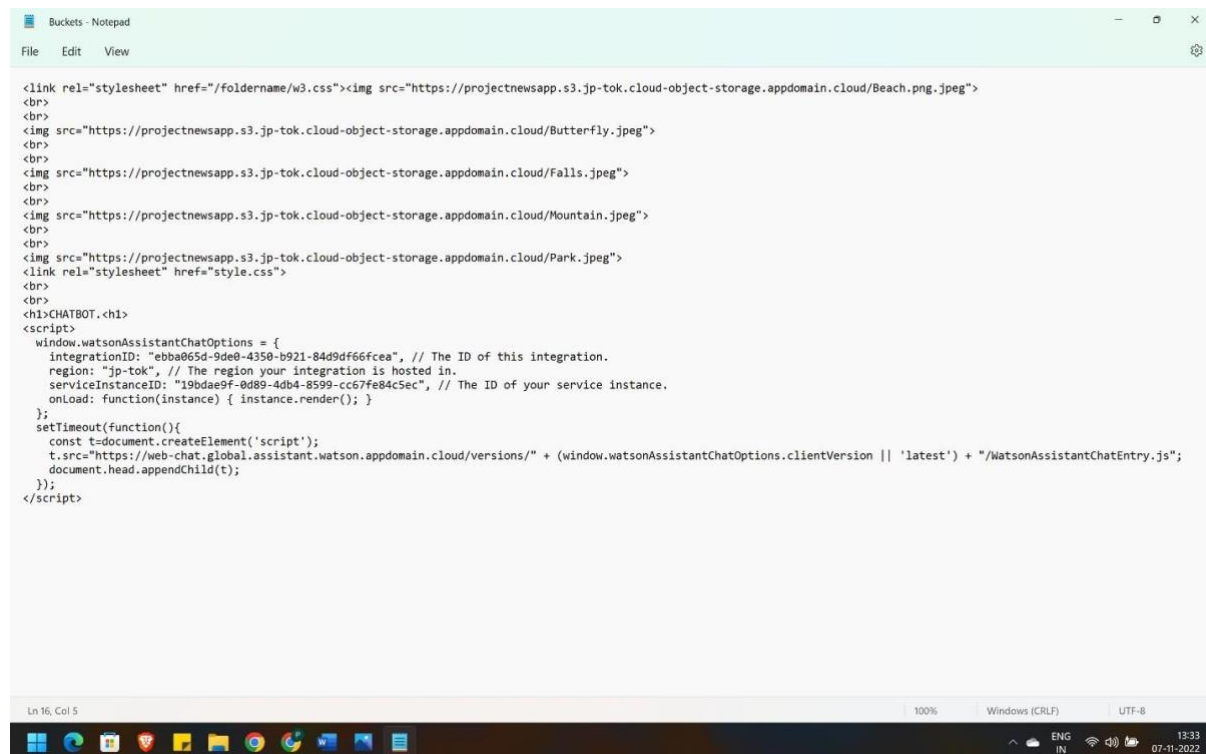 Buckets - Notepad
File Edit View
<link rel="stylesheet" href="/foldername/w3.css"><img src="https://projectnewsapp.s3.jp-tok.cloud-object-storage.appdomain.cloud/Beach.png.jpeg">
<br>
<br>
<img src="https://projectnewsapp.s3.jp-tok.cloud-object-storage.appdomain.cloud/Butterfly.jpeg">
<br>
<br>
<img src="https://projectnewsapp.s3.jp-tok.cloud-object-storage.appdomain.cloud/Falls.jpeg">
<br>
<br>
<img src="https://projectnewsapp.s3.jp-tok.cloud-object-storage.appdomain.cloud/Mountain.jpeg">
<br>
<br>
<img src="https://projectnewsapp.s3.jp-tok.cloud-object-storage.appdomain.cloud/Park.jpeg">
<link rel="stylesheet" href="style.css">
<br>
<br>
<h1>CHATBOT.<h1>
<script>
  window.watsonAssistantChatOptions = {
    integrationID: "ebba065d-9de0-4350-b921-84d9df66fcea", // The ID of this integration.
    region: "jp-tok", // The region your integration is hosted in.
    serviceInstanceID: "19bdae9f-0d89-4db4-8599-cc67fe84c5ec", // The ID of your service instance.
    onLoad: function(instance) { instance.render(); }
  };
  setTimeout(function(){
    const t=document.createElement('script');
    t.src="https://web-chat.global.assistant.watson.appdomain.cloud/versions/" + (window.watsonAssistantChatOptions.clientVersion || 'latest') + "/WatsonAssistantChatEntry.js";
    document.head.appendChild(t);
  });
</script>
Ln 16, Col 5 100% Windows (CRLF) UTF-8
ENG 13:33
IN 07-11-2022